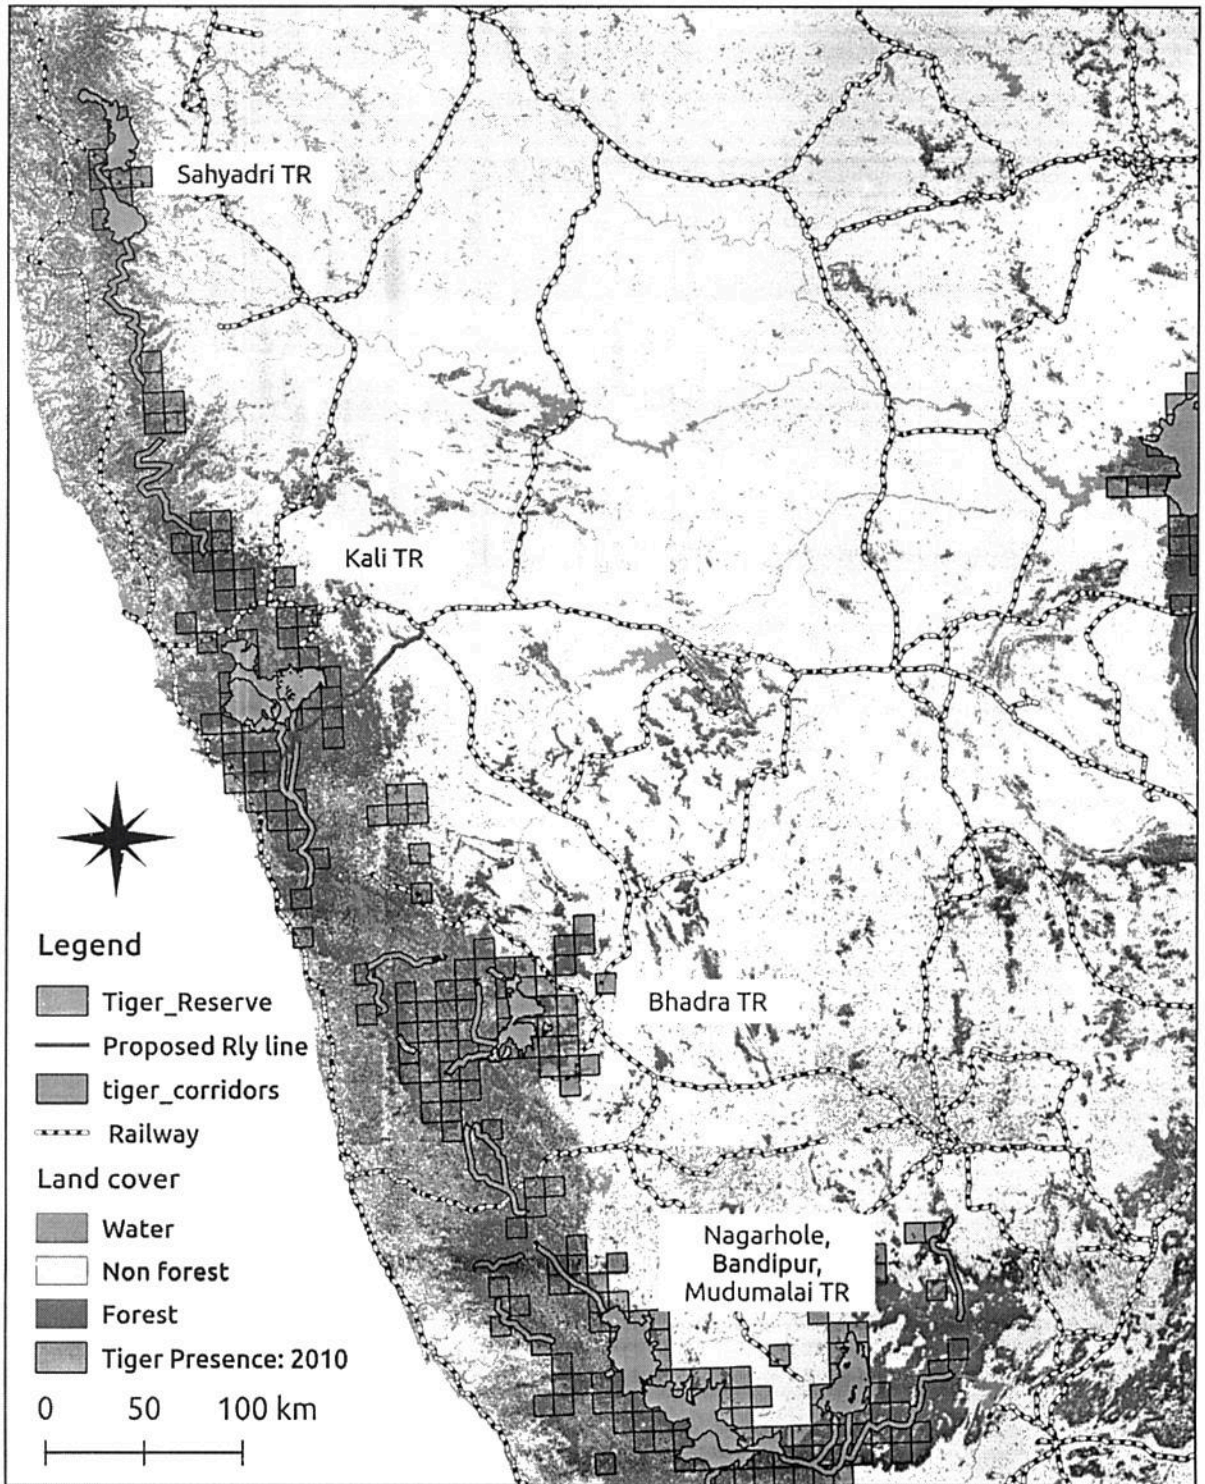 Sahyadri TR
Kali TR
Bhadra TR
Nagarhole,
Bandipur,
Mudumalai TR
Legend
Tiger_Reserve
Proposed Rly line
tiger_corridors
Railway
Land cover
Water
Non forest
Forest
Tiger Presence: 2010
0 50 100 km